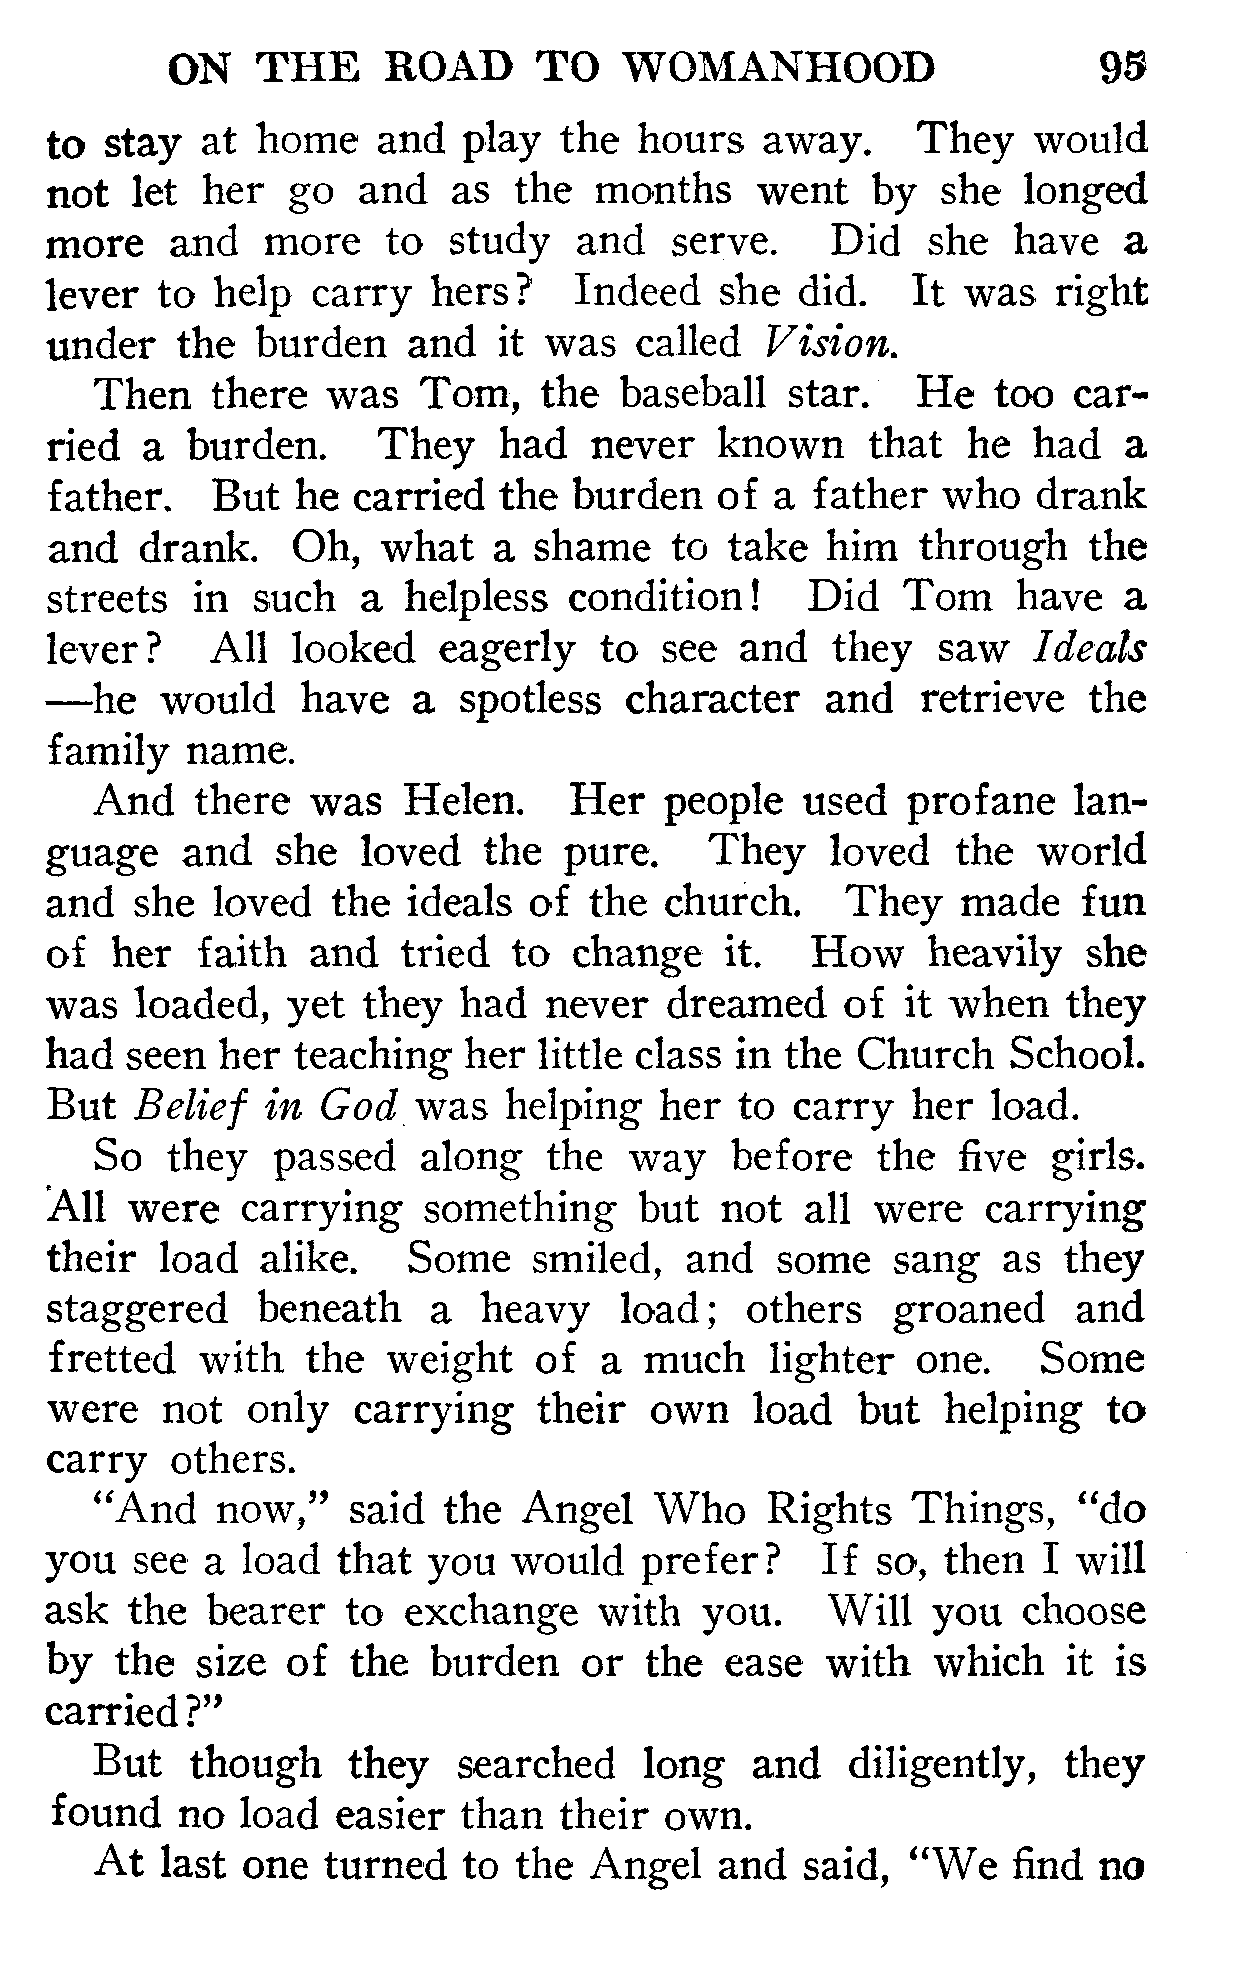 ON THE ROAD TO WOMANHOOD 95
to stay at home and play the hours away. They would
not let her go and as the months went by she longed
more and more to study and serve. Did she have a
lever to help carry hers? Indeed she did. It was right
under the burden and it was called Vision.
Then there was Tom, the baseball star. He too car-
ried a burden. They had never known that he had a
father. But he carried the burden of a father who drank
and drank. Oh, what a shame to take him through the
streets in such a helpless condition! Did Tom have a
lever? All looked eagerly to see and they saw Ideals
—he would have a spotless character and retrieve the
family name.
And there was Helen. Her people used profane lan-
guage and she loved the pure. They loved the world
and she loved the ideals of the church. They made fun
of her faith and tried to change it. How heavily she
was loaded, yet they had never dreamed of it when they
had seen her teaching her little class in the Church School.
But Belief in God was helping her to carry her load.
So they passed along the way before the five girls.
All were carrying something but not all were carrying
their load alike. Some smiled, and some sang as they
staggered beneath a heavy load; others groaned and
fretted with the weight of a much lighter one. Some
were not only carrying their own load but helping to
carry others.
"And now," said the Angel Who Rights Things, "do
you see a load that you would prefer? If so, then I will
ask the bearer to exchange with you. Will you choose
by the size of the burden or the ease with which it is
carried?"
But though they searched long and diligently, they
found no load easier than their own.
At last one turned to the Angel and said, "We find no